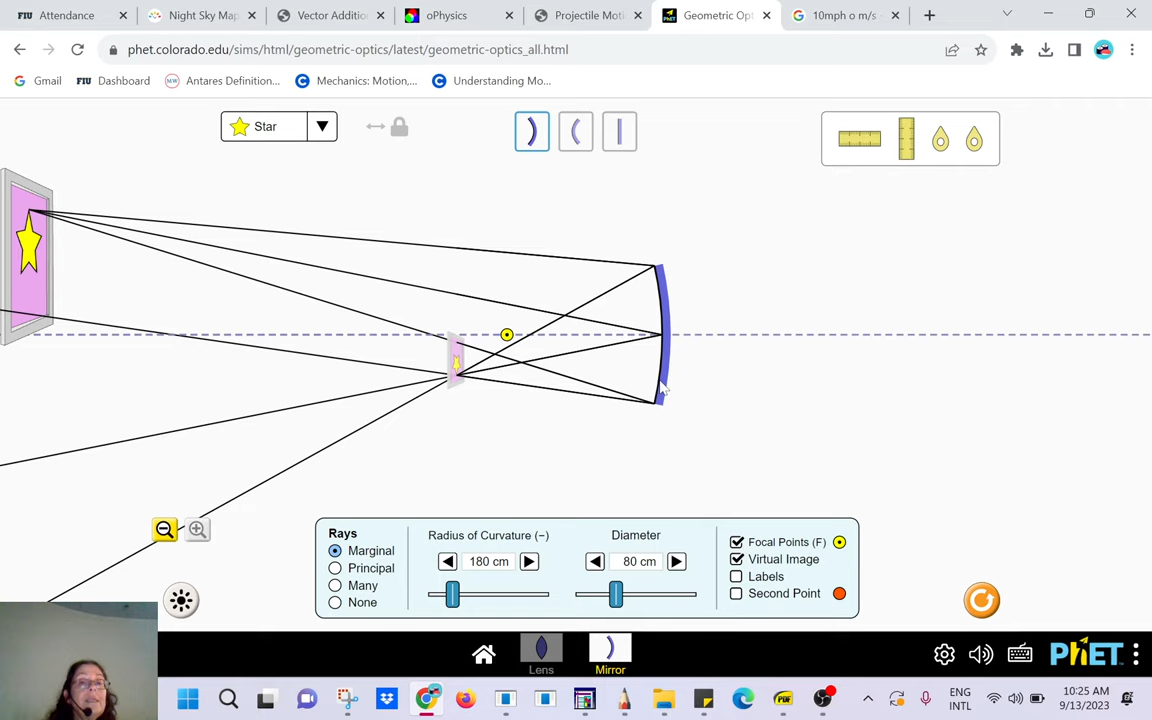 Attendance
Night Sky Map
Vector Additio
oPhysics
Projectile Moti
Geometric Opt
10mph o m/s -
phet.colorado.edu/sims/html/geometric-optics/latest/geometric-optics_all.html
Gmail
FIU Dashboard
Antares Definition...
Mechanics: Motion,...
Understanding Mo...
Star
Rays
Marginal
Principal
Many
None
Radius of Curvature (−)
180 cm
Diameter
80 cm
Focal Points (F)
Virtual Image
Labels
Second Point
Lens
Mirror
PhET
ENG
INTL
10:25 AM
9/13/2023